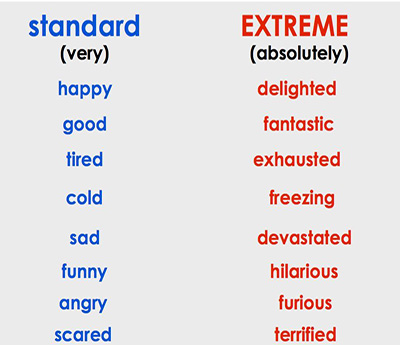 standard EXTREME
(very) (absolutely)
happy delighted
good fantastic
tired exhausted
cold freezing
sad devastated
funny hilarious
angry furious
scared terrified